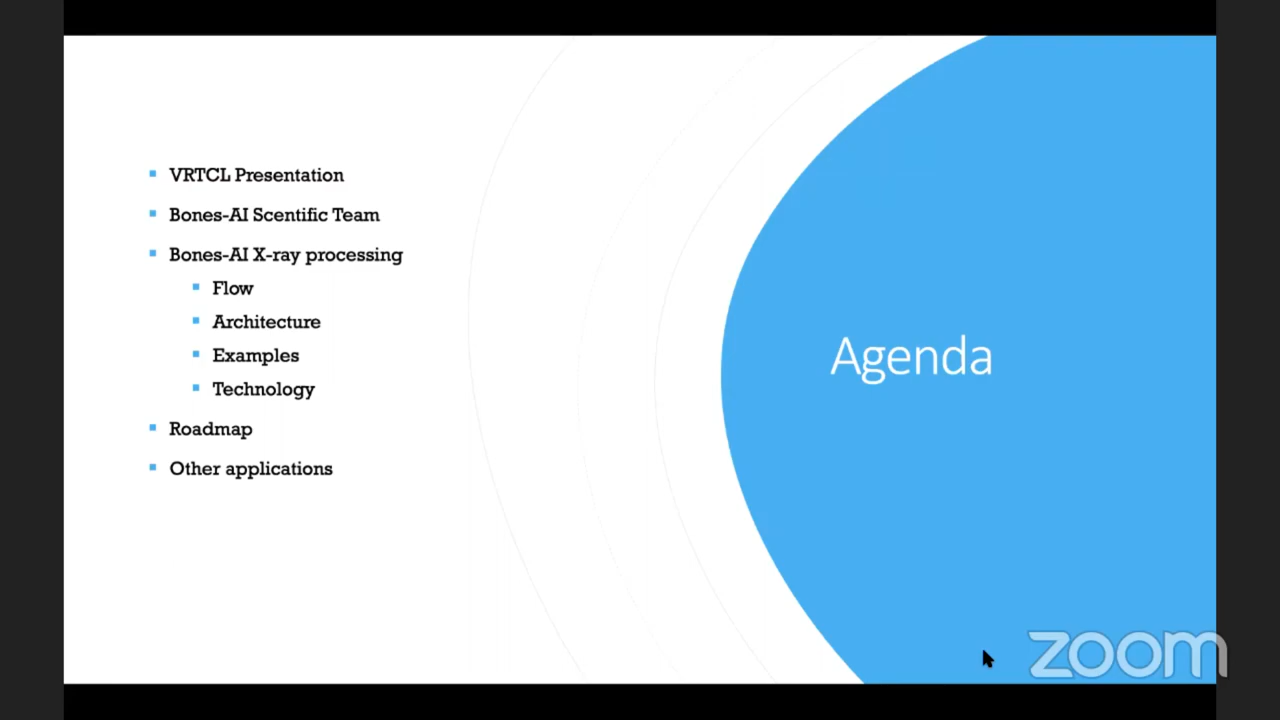 VRTCL Presentation
Bones-AI Scentific Team
Bones-AI X-ray processing
Flow
Architecture
Examples
Technology
Roadmap
Other applications
Agenda
zoom